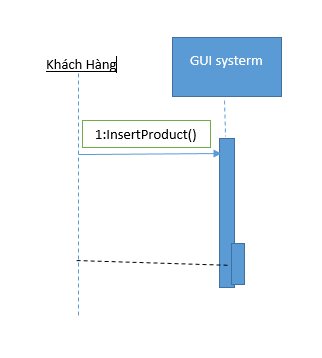 Khách Hàng
GUI systerm
1:InsertProduct()